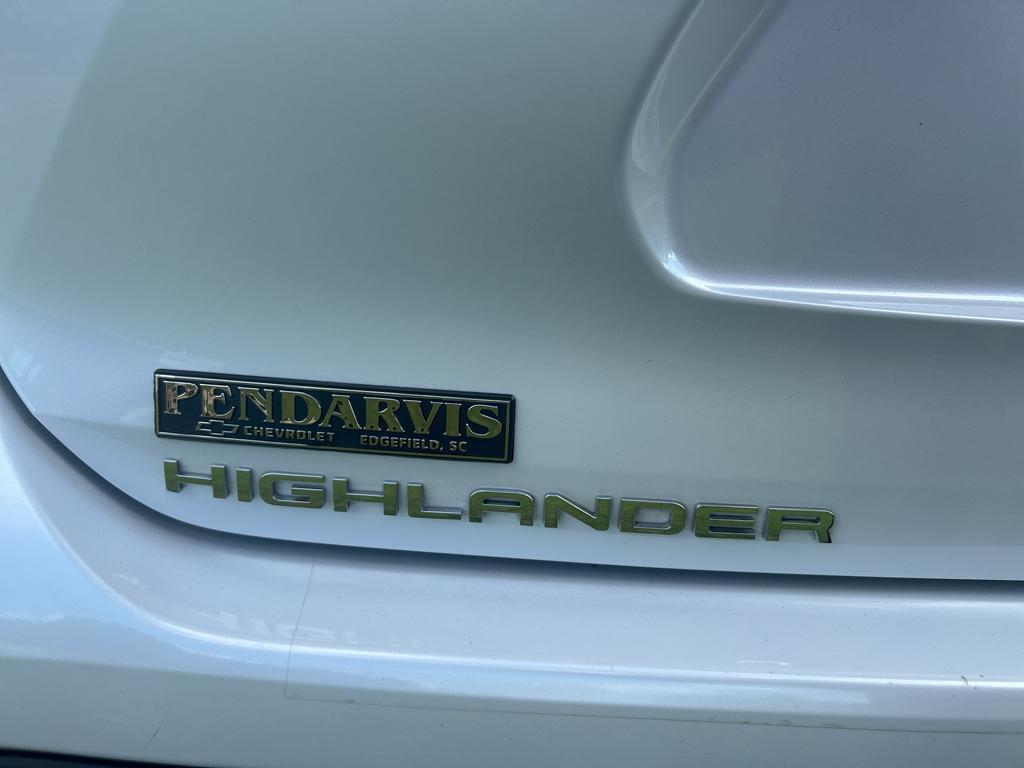 PENDARVIS
CHEVROLET EDGEFIELD, SC
HIGHLANDER